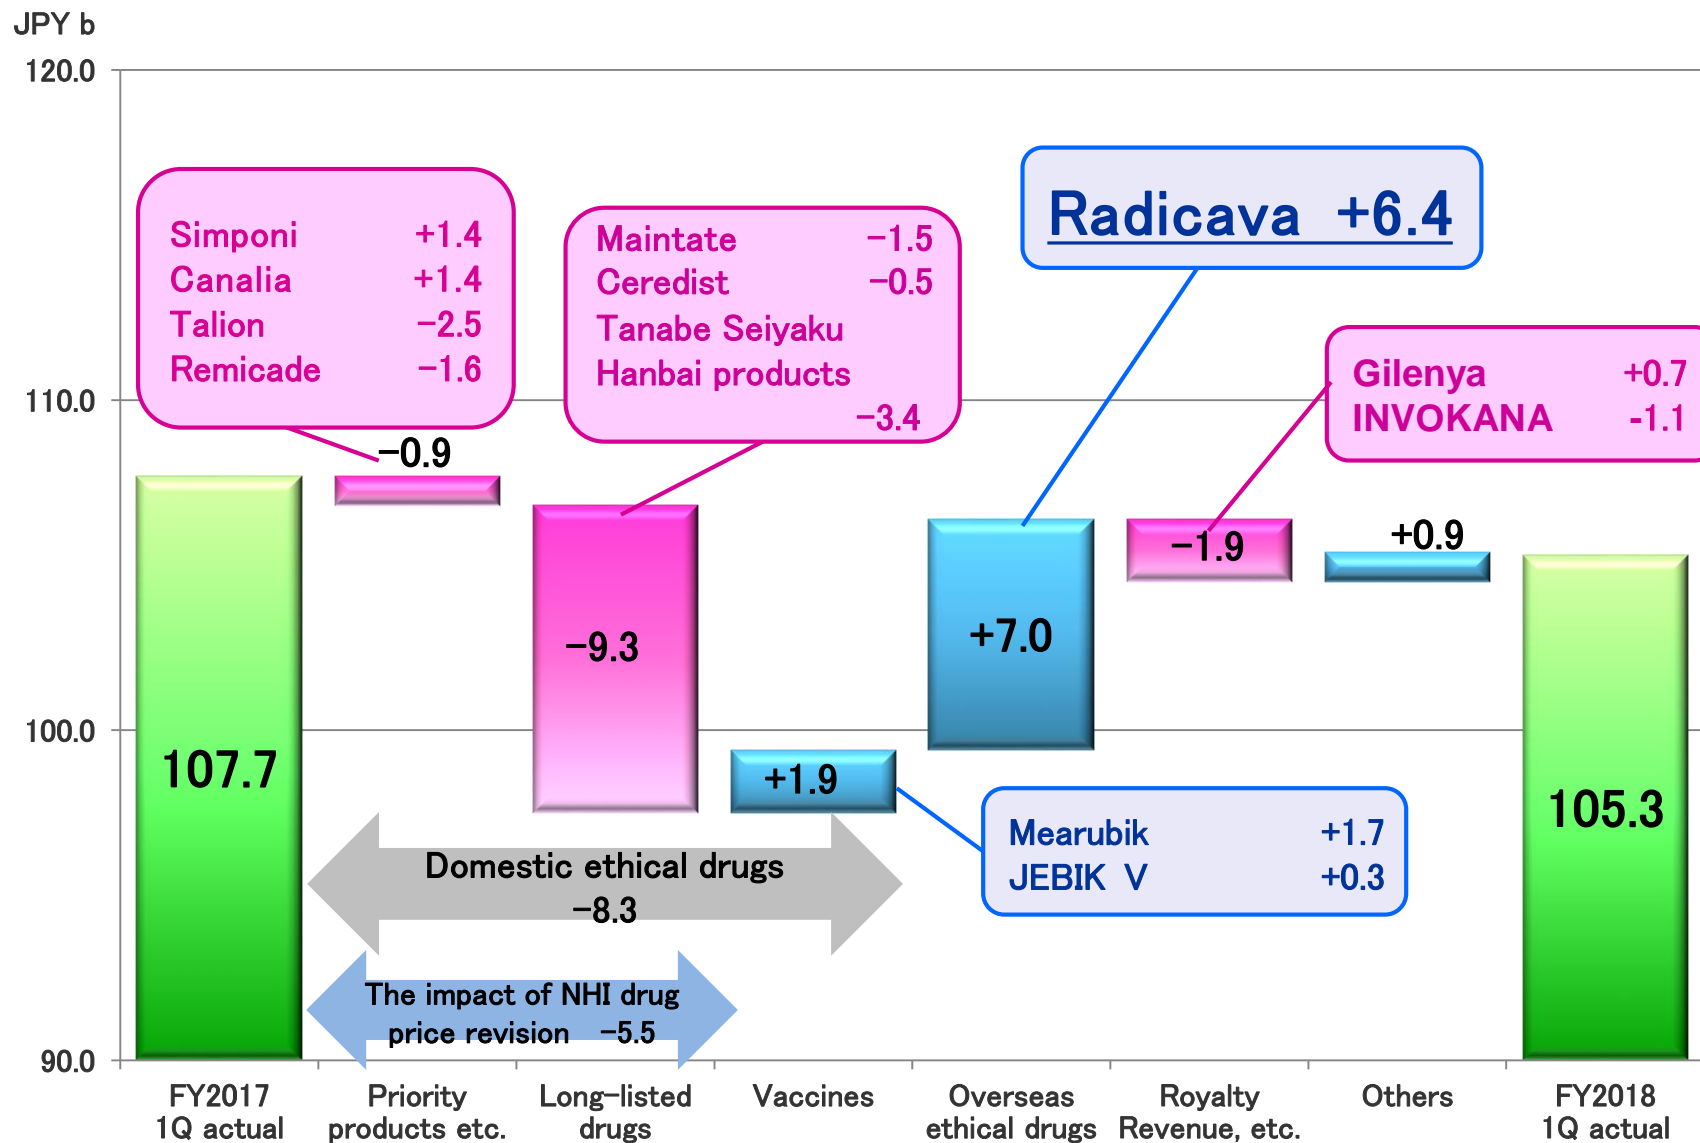 JPY b
120.0
110.0
100.0
90.0
Simponi +1.4
Canalia +1.4
Talion −2.5
Remicade −1.6
Maintate −1.5
Ceredist −0.5
Tanabe Seiyaku
Hanbai products
−3.4
Radicava +6.4
Gilenya +0.7
INVOKANA -1.1
−0.9
−9.3
+1.9
+7.0
−1.9
+0.9
107.7
105.3
Mearubik +1.7
JEBIK V +0.3
Domestic ethical drugs
−8.3
The impact of NHI drug
price revision −5.5
FY2017
1Q actual
Priority
products etc.
Long-listed
drugs
Vaccines
Overseas
ethical drugs
Royalty
Revenue, etc.
Others
FY2018
1Q actual